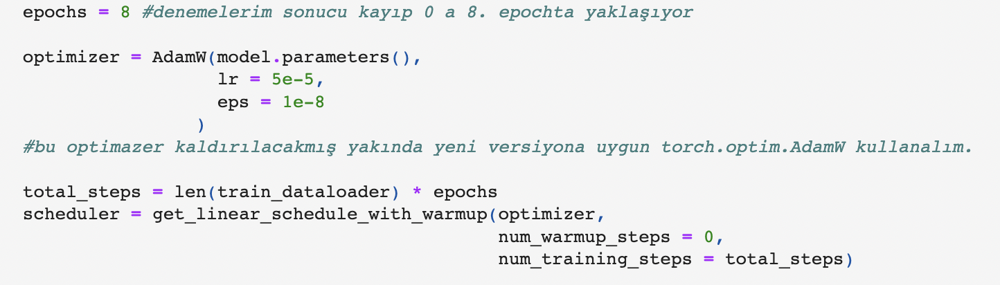 epochs = 8 #denemelerim sonucu kayıp 0 a 8. epochta yaklaşıyor
optimizer = AdamW(model.parameters(),
lr = 5e-5,
eps = 1e-8
)
#bu optimazer kaldırılacakmış yakında yeni versiyona uygun torch.optim.AdamW kullanalım.
total_steps = len(train_dataloader) * epochs
scheduler = get_linear_schedule_with_warmup(optimizer,
num_warmup_steps = 0,
num_training_steps = total_steps)